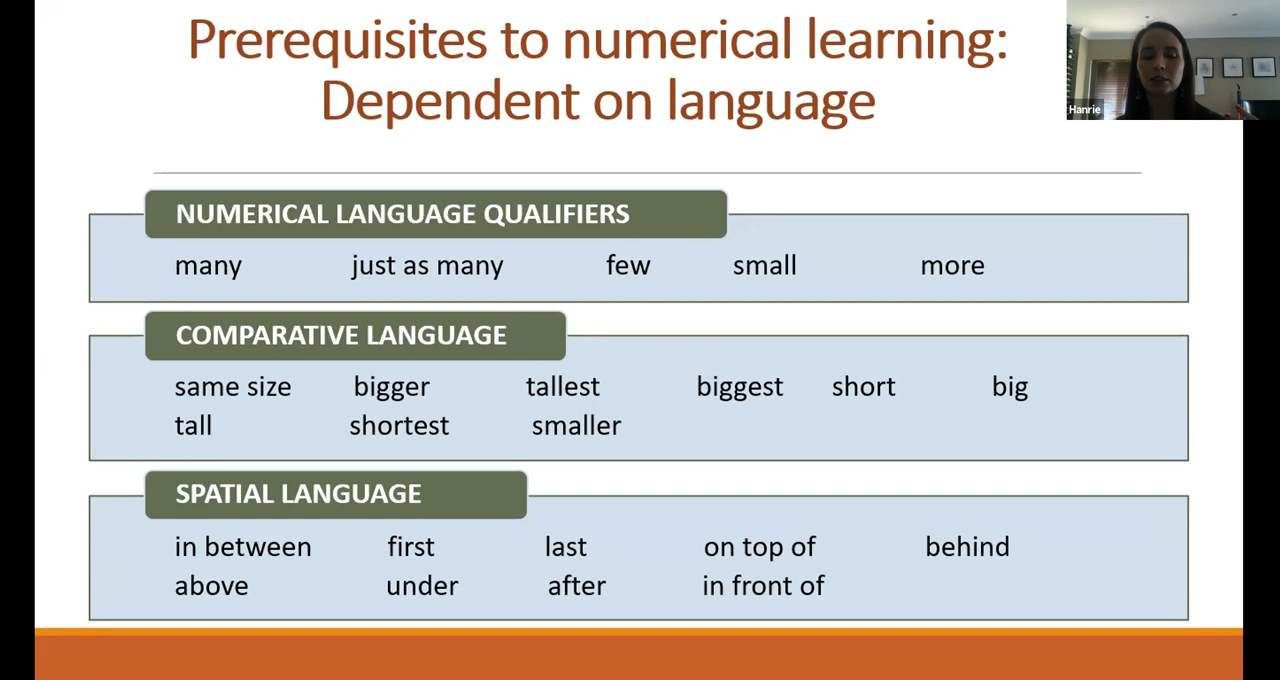 Prerequisites to numerical learning:
Dependent on language
Hanrie
NUMERICAL LANGUAGE QUALIFIERS
many just as many few small more
COMPARATIVE LANGUAGE
same size bigger tallest biggest short big
tall shortest smaller
SPATIAL LANGUAGE
in between first last on top of behind
above under after in front of